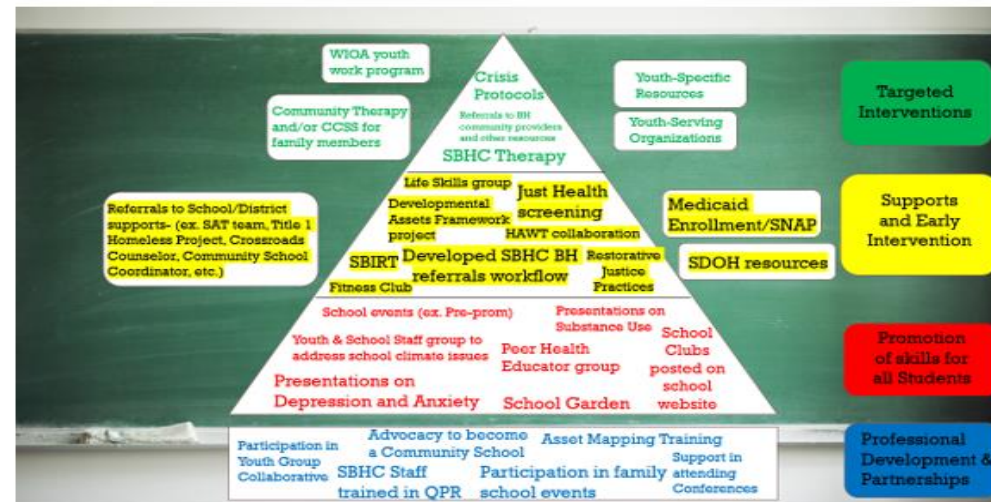 WIOA youth
work program
Community Therapy
and/or CCSS for
family members
Crisis
Protocols
Referrals to BH
community providers
and other resources
SBHC Therapy
Youth-Specific
Resources
Youth-Serving
Organizations
Targeted
Interventions
Referrals to School/District
supports- (ex. SAT team, Title 1
Homeless Project, Crossroads
Counselor, Community School
Coordinator, etc.)
Life Skills group
Just Health
screening
Developmental
Assets Framework
project
HAWT collaboration
SBIRT
Developed SBHC BH
referrals workflow
Restorative
Justice
Practices
Fitness Club
Medicaid
Enrollment/SNAP
SDOH resources
Supports
and Early
Intervention
School events (ex. Pre-prom)
Presentations on
Substance Use
Youth & School Staff group to
address school climate issues
Peer Health
Educator group
School
Clubs
posted on
school
website
Presentations on
Depression and Anxiety
School Garden
Promotion
of skills for
all Students
Participation in
Youth Group
Collaborative
Advocacy to become
a Community School
Asset Mapping Training
SBHC Staff
trained in QPR
Participation in family
school events
Support in
attending
Conferences
Professional
Development &
Partnerships